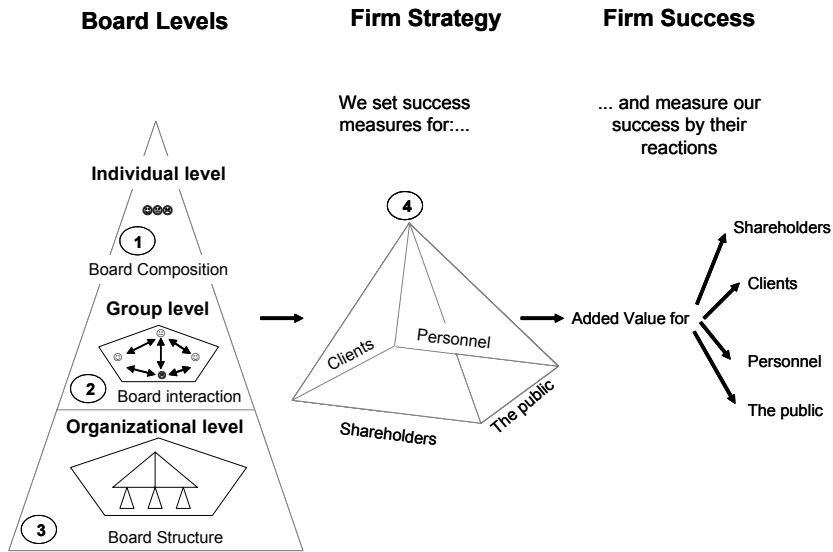 Board Levels
Firm Strategy
Firm Success
We set success
measures for:...
... and measure our
success by their
reactions
Individual level
1
Board Composition
Group level
2
Board interaction
Organizational level
3
Board Structure
4
Clients
Personnel
Shareholders
The public
Added Value for
Shareholders
Clients
Personnel
The public